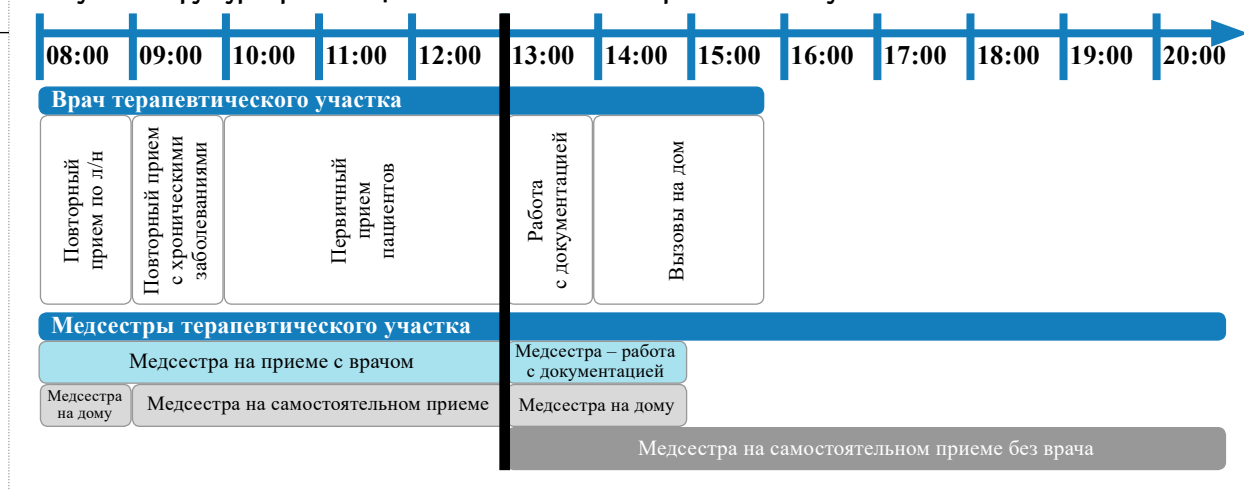 08:00 09:00 10:00 11:00 12:00 13:00 14:00 15:00 16:00 17:00 18:00 19:00 20:00
Врач терапевтического участка
Повторный
прием по л/н
Повторный прием
с хроническими
заболеваниями
Первичный
прием
пациентов
Работа
с документацией
Вызовы на дом
Медсестры терапевтического участка
Медсестра на приеме с врачом
Медсестра – работа
с документацией
Медсестра
на дому
Медсестра на самостоятельном приеме
Медсестра на дому
Медсестра на самостоятельном приеме без врача